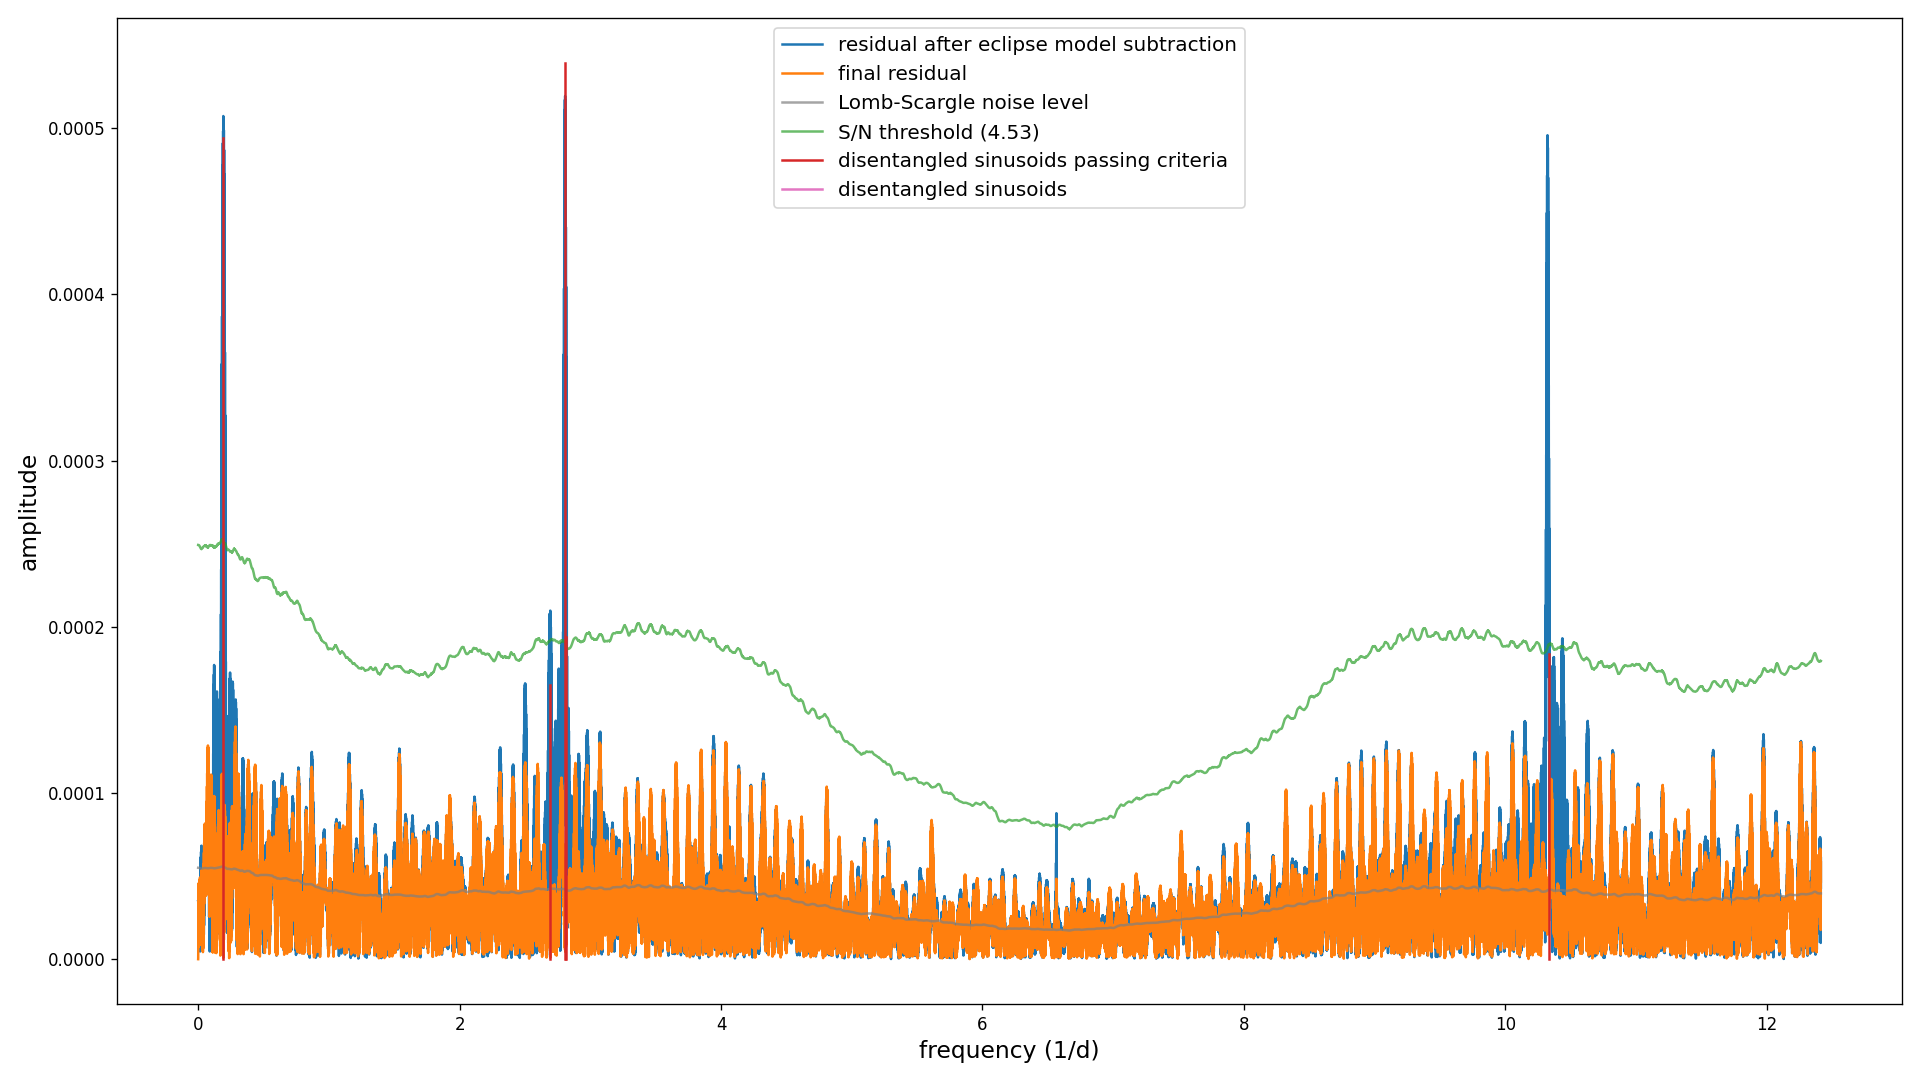 residual after eclipse model subtraction
final residual
Lomb-Scargle noise level
S/N threshold (4.53)
disentangled sinusoids passing criteria
disentangled sinusoids
0.0005
0.0004
0.0003
0.0002
0.0001
0.0000
amplitude
0 2 4 6 8 10 12
frequency (1/d)